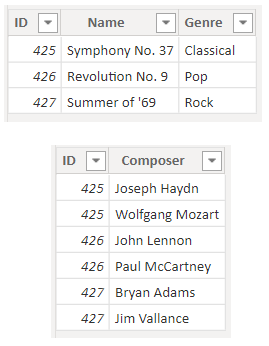 ID Name Genre
425 Symphony No. 37 Classical
426 Revolution No. 9 Pop
427 Summer of '69 Rock
ID Composer
425 Joseph Haydn
425 Wolfgang Mozart
426 John Lennon
426 Paul McCartney
427 Bryan Adams
427 Jim Vallance